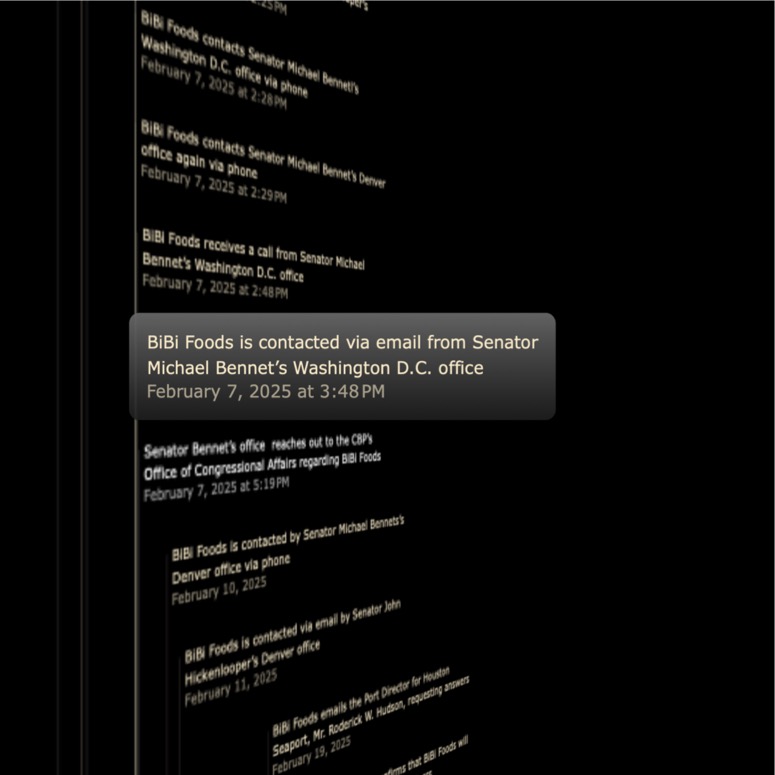 :25PM
per's
BiBi Foods contacts Senator Michael Bennett's
Washington D.C. office via phone
February 7, 2025 at 2:28PM
BiBi Foods contacts Senator Michael Bennet's Denver
office again via phone
February 7, 2025 at 2:29PM
BiBi Foods receives a call from Senator Michael
Bennet's Washington D.C. office
February 7, 2025 at 2:48PM
BiBi Foods is contacted via email from Senator
Michael Bennet's Washington D.C. office
February 7, 2025 at 3:48PM
Senator Bennet's office reaches out to the CBP's
Office of Congressional Affairs regarding BiBi Foods
February 7, 2025 at 5:19PM
BiBi Foods is contacted by Senator Michael Bennets's
Denver office via phone
February 10, 2025
BiBi Foods is contacted via email by Senator John
Hickenlooper's Denver office
February 11, 2025
BiBi Foods emails the Port Director for Houston
Seaport, Mr. Roderick W. Hudson, requesting answers
February 19, 2025
firms that BiBi Foods will